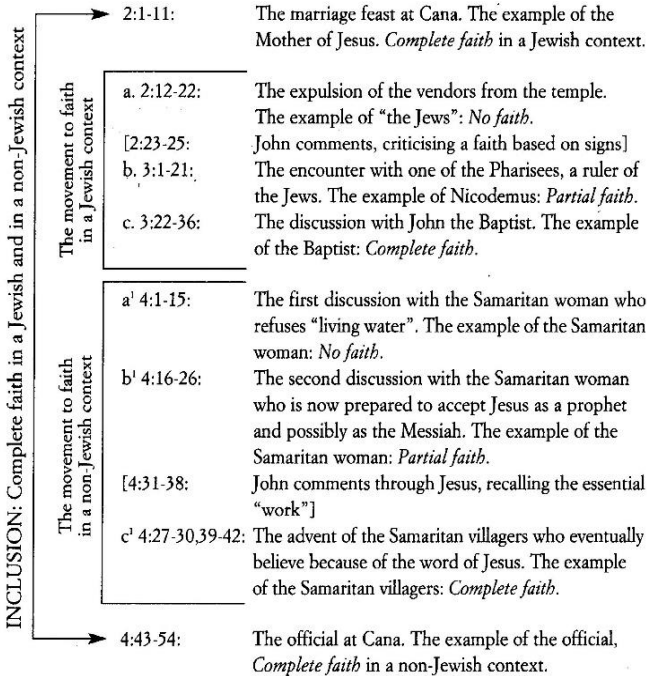 INCLUSION: Complete faith in a Jewish and in a non-Jewish context
2:1-11: The marriage feast at Cana. The example of the
Mother of Jesus. Complete faith in a Jewish context.
The movement to faith
in a Jewish context
a. 2:12-22: The expulsion of the vendors from the temple.
The example of “the Jews”: No faith.
[2:23-25: John comments, criticising a faith based on signs]
b. 3:1-21: The encounter with one of the Pharisees, a ruler of
the Jews. The example of Nicodemus: Partial faith.
c. 3:22-36: The discussion with John the Baptist. The example
of the Baptist: Complete faith.
The movement to faith
in a non-Jewish context
a¹ 4:1-15: The first discussion with the Samaritan woman who
refuses “living water”. The example of the Samaritan
woman: No faith.
b¹ 4:16-26: The second discussion with the Samaritan woman
who is now prepared to accept Jesus as a prophet
and possibly as the Messiah. The example of the
Samaritan woman: Partial faith.
[4:31-38: John comments through Jesus, recalling the essential
“work”]
c¹ 4:27-30,39-42: The advent of the Samaritan villagers who eventually
believe because of the word of Jesus. The example
of the Samaritan villagers: Complete faith.
4:43-54: The official at Cana. The example of the official,
Complete faith in a non-Jewish context.